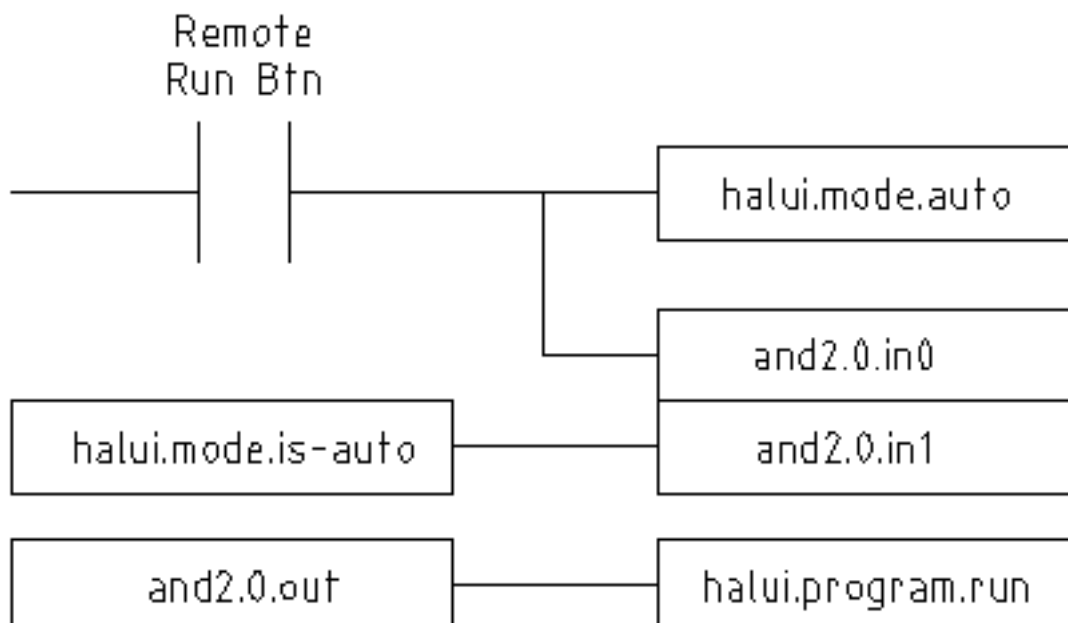 Remote
Run Btn
halui.mode.auto
and2.0.in0
halui.mode.is-auto
and2.0.in1
and2.0.out
halui.program.run